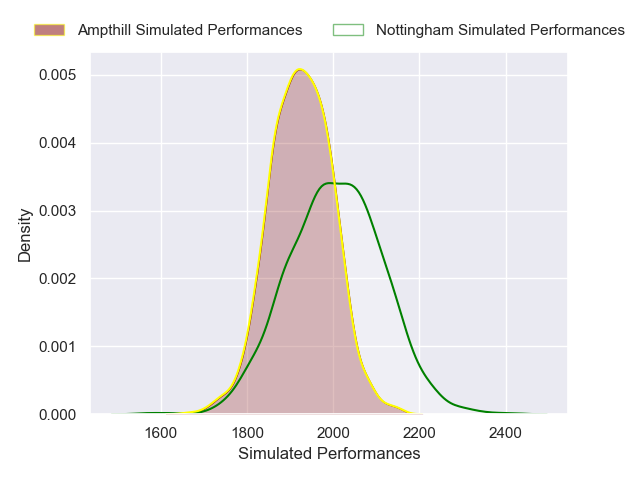 Ampthill Simulated Performances
Nottingham Simulated Performances
0.005
0.004
0.003
0.002
0.001
0.000
Density
1600 1800 2000 2200 2400
Simulated Performances